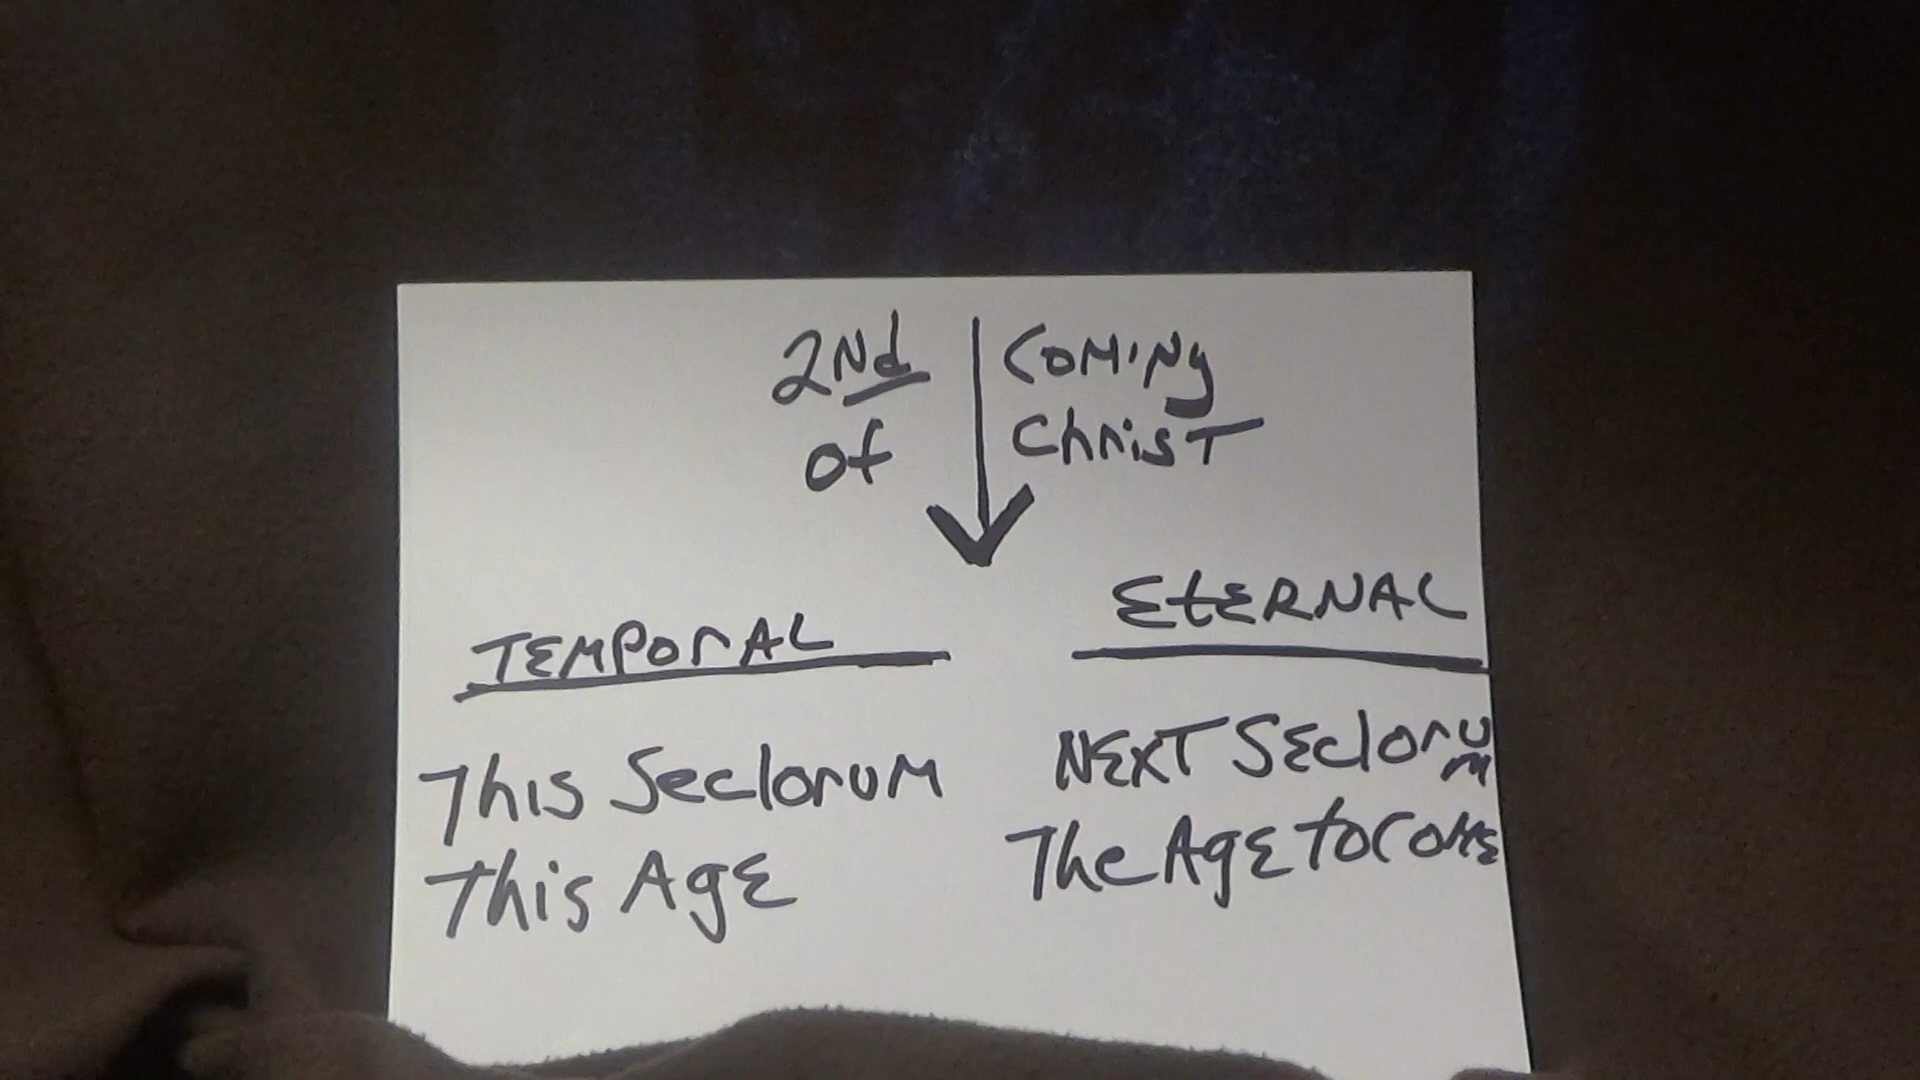 2Nd Coming
of Christ
TEMPORAL
EtERNAL
This Seclorum
This Age
NEXT Seclorum
The Age to come